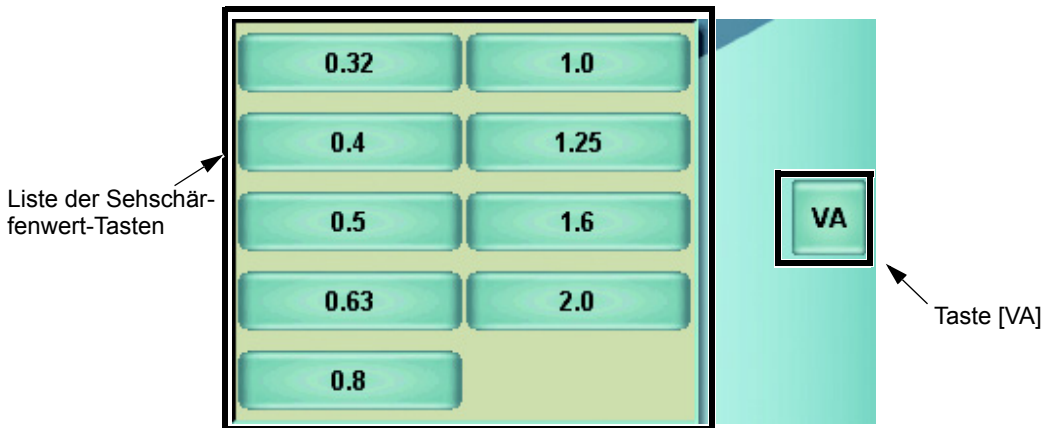 0.32 1.0
0.4 1.25
Liste der Sehschär-
fenwert-Tasten
0.5 1.6
VA
0.63 2.0
Taste [VA]
0.8